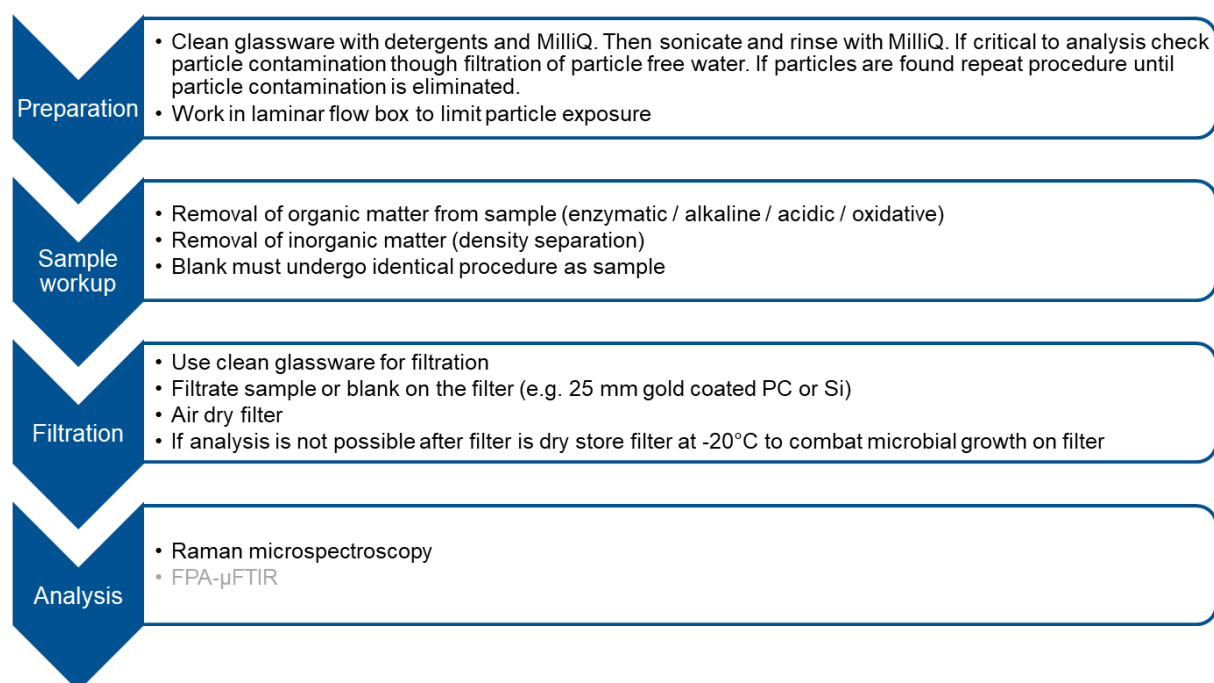 Preparation
• Clean glassware with detergents and MilliQ. Then sonicate and rinse with MilliQ. If critical to analysis check
particle contamination though filtration of particle free water. If particles are found repeat procedure until
particle contamination is eliminated.
• Work in laminar flow box to limit particle exposure
Sample
workup
• Removal of organic matter from sample (enzymatic / alkaline / acidic / oxidative)
• Removal of inorganic matter (density separation)
• Blank must undergo identical procedure as sample
Filtration
• Use clean glassware for filtration
• Filtrate sample or blank on the filter (e.g. 25 mm gold coated PC or Si)
• Air dry filter
• If analysis is not possible after filter is dry store filter at -20°C to combat microbial growth on filter
Analysis
• Raman microspectroscopy
• FPA-µFTIR